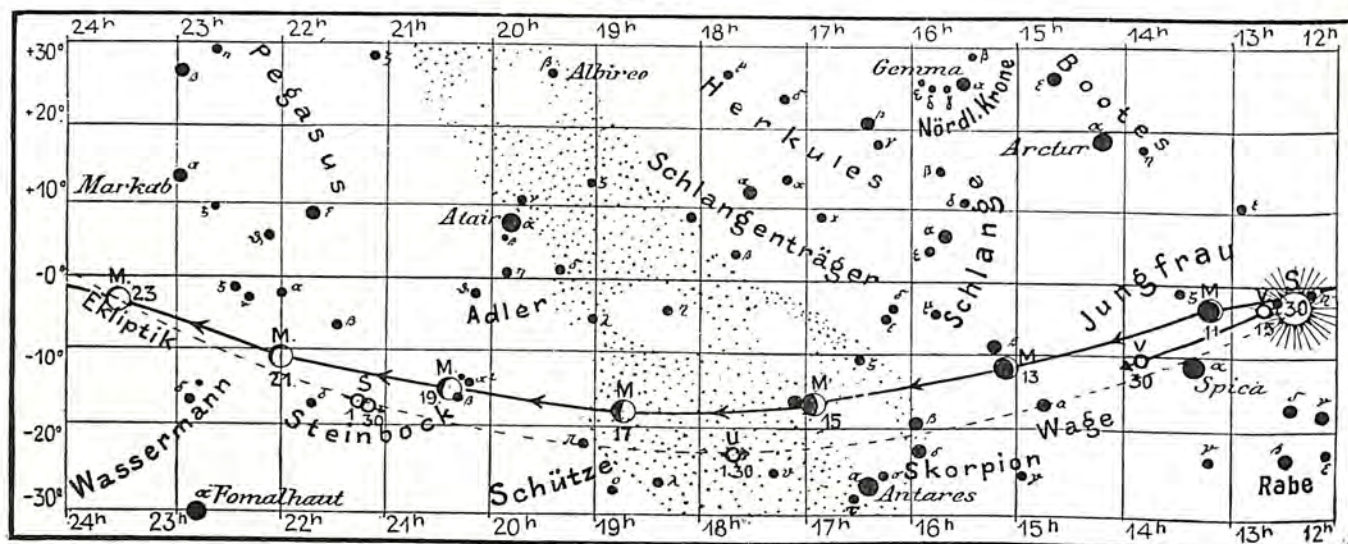 24h 23h 22h 21h 20h 19h 18h 17h 16h 15h 14h 13h 12h
+30°
+20°
+10°
-0°
-10°
-20°
-30°
Pegasus
η
β
ζ
β Albireo
Herkules
μ
δ
β
γ
Gemma
β
ε δ γ α
Nördl. Krone
Bootes
ε
Arctur
α
η
Markab
α
ζ
ε
ϑ
Atair
γ
α
β
η
δ
ζ
Schlangenträger
α
β
κ
Schlange
β
δ
α
ε
μ
δ
ε
Jungfrau
M
11
V
15
S
30
η
M.
23
Ekliptik
α
β
ϑ
Adler
λ
η
ζ
M
13
V
30
α
Spica
M.
21
M.
19
S
1 30
β
Steinbock
δ
Wassermann
δ
M
17
M
15
U
1.30
π
Schütze
ο
λ
ϑ
β
δ
Skorpion
α σ
Antares
τ
γ
Wage
α
γ
δ γ
β ε
Rabe
α Fomalhaut
24h 23h 22h 21h 20h 19h 18h 17h 16h 15h 14h 13h 12h